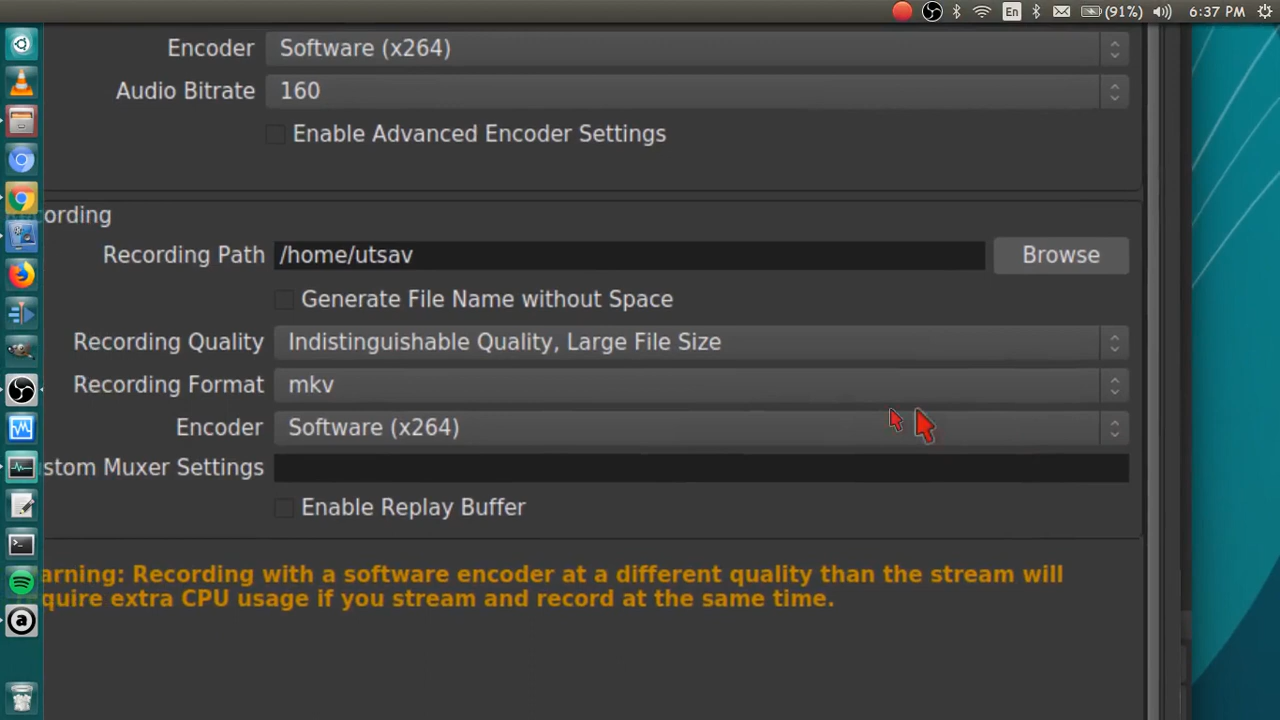 En
(91%)
6:37 PM
Encoder
Software (x264)
Audio Bitrate
160
Enable Advanced Encoder Settings
ording
Recording Path
/home/utsav
Browse
Generate File Name without Space
Recording Quality
Indistinguishable Quality, Large File Size
Recording Format
mkv
Encoder
Software (x264)
stom Muxer Settings
Enable Replay Buffer
arning: Recording with a software encoder at a different quality than the stream will
quire extra CPU usage if you stream and record at the same time.